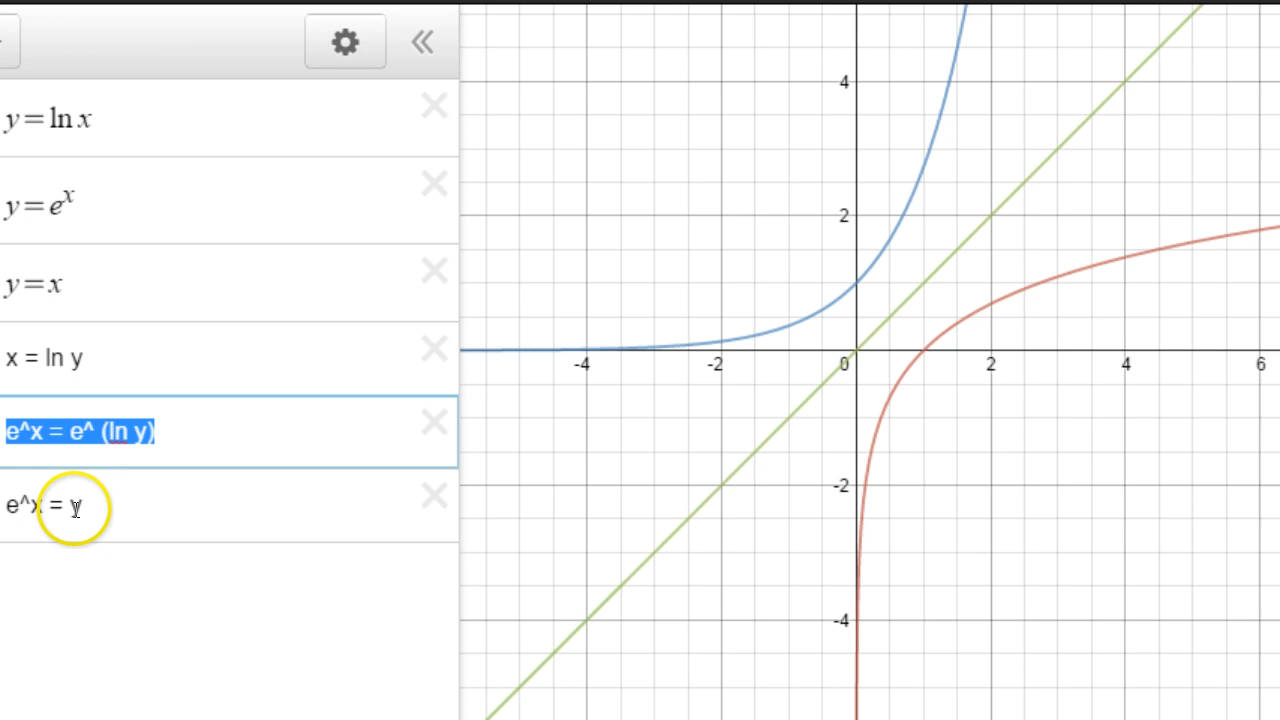 y = ln x
y = e^x
y = x
x = ln y
e^x = e^ (ln y)
e^x = y
4
2
-4
-2
0
2
4
6
-2
-4